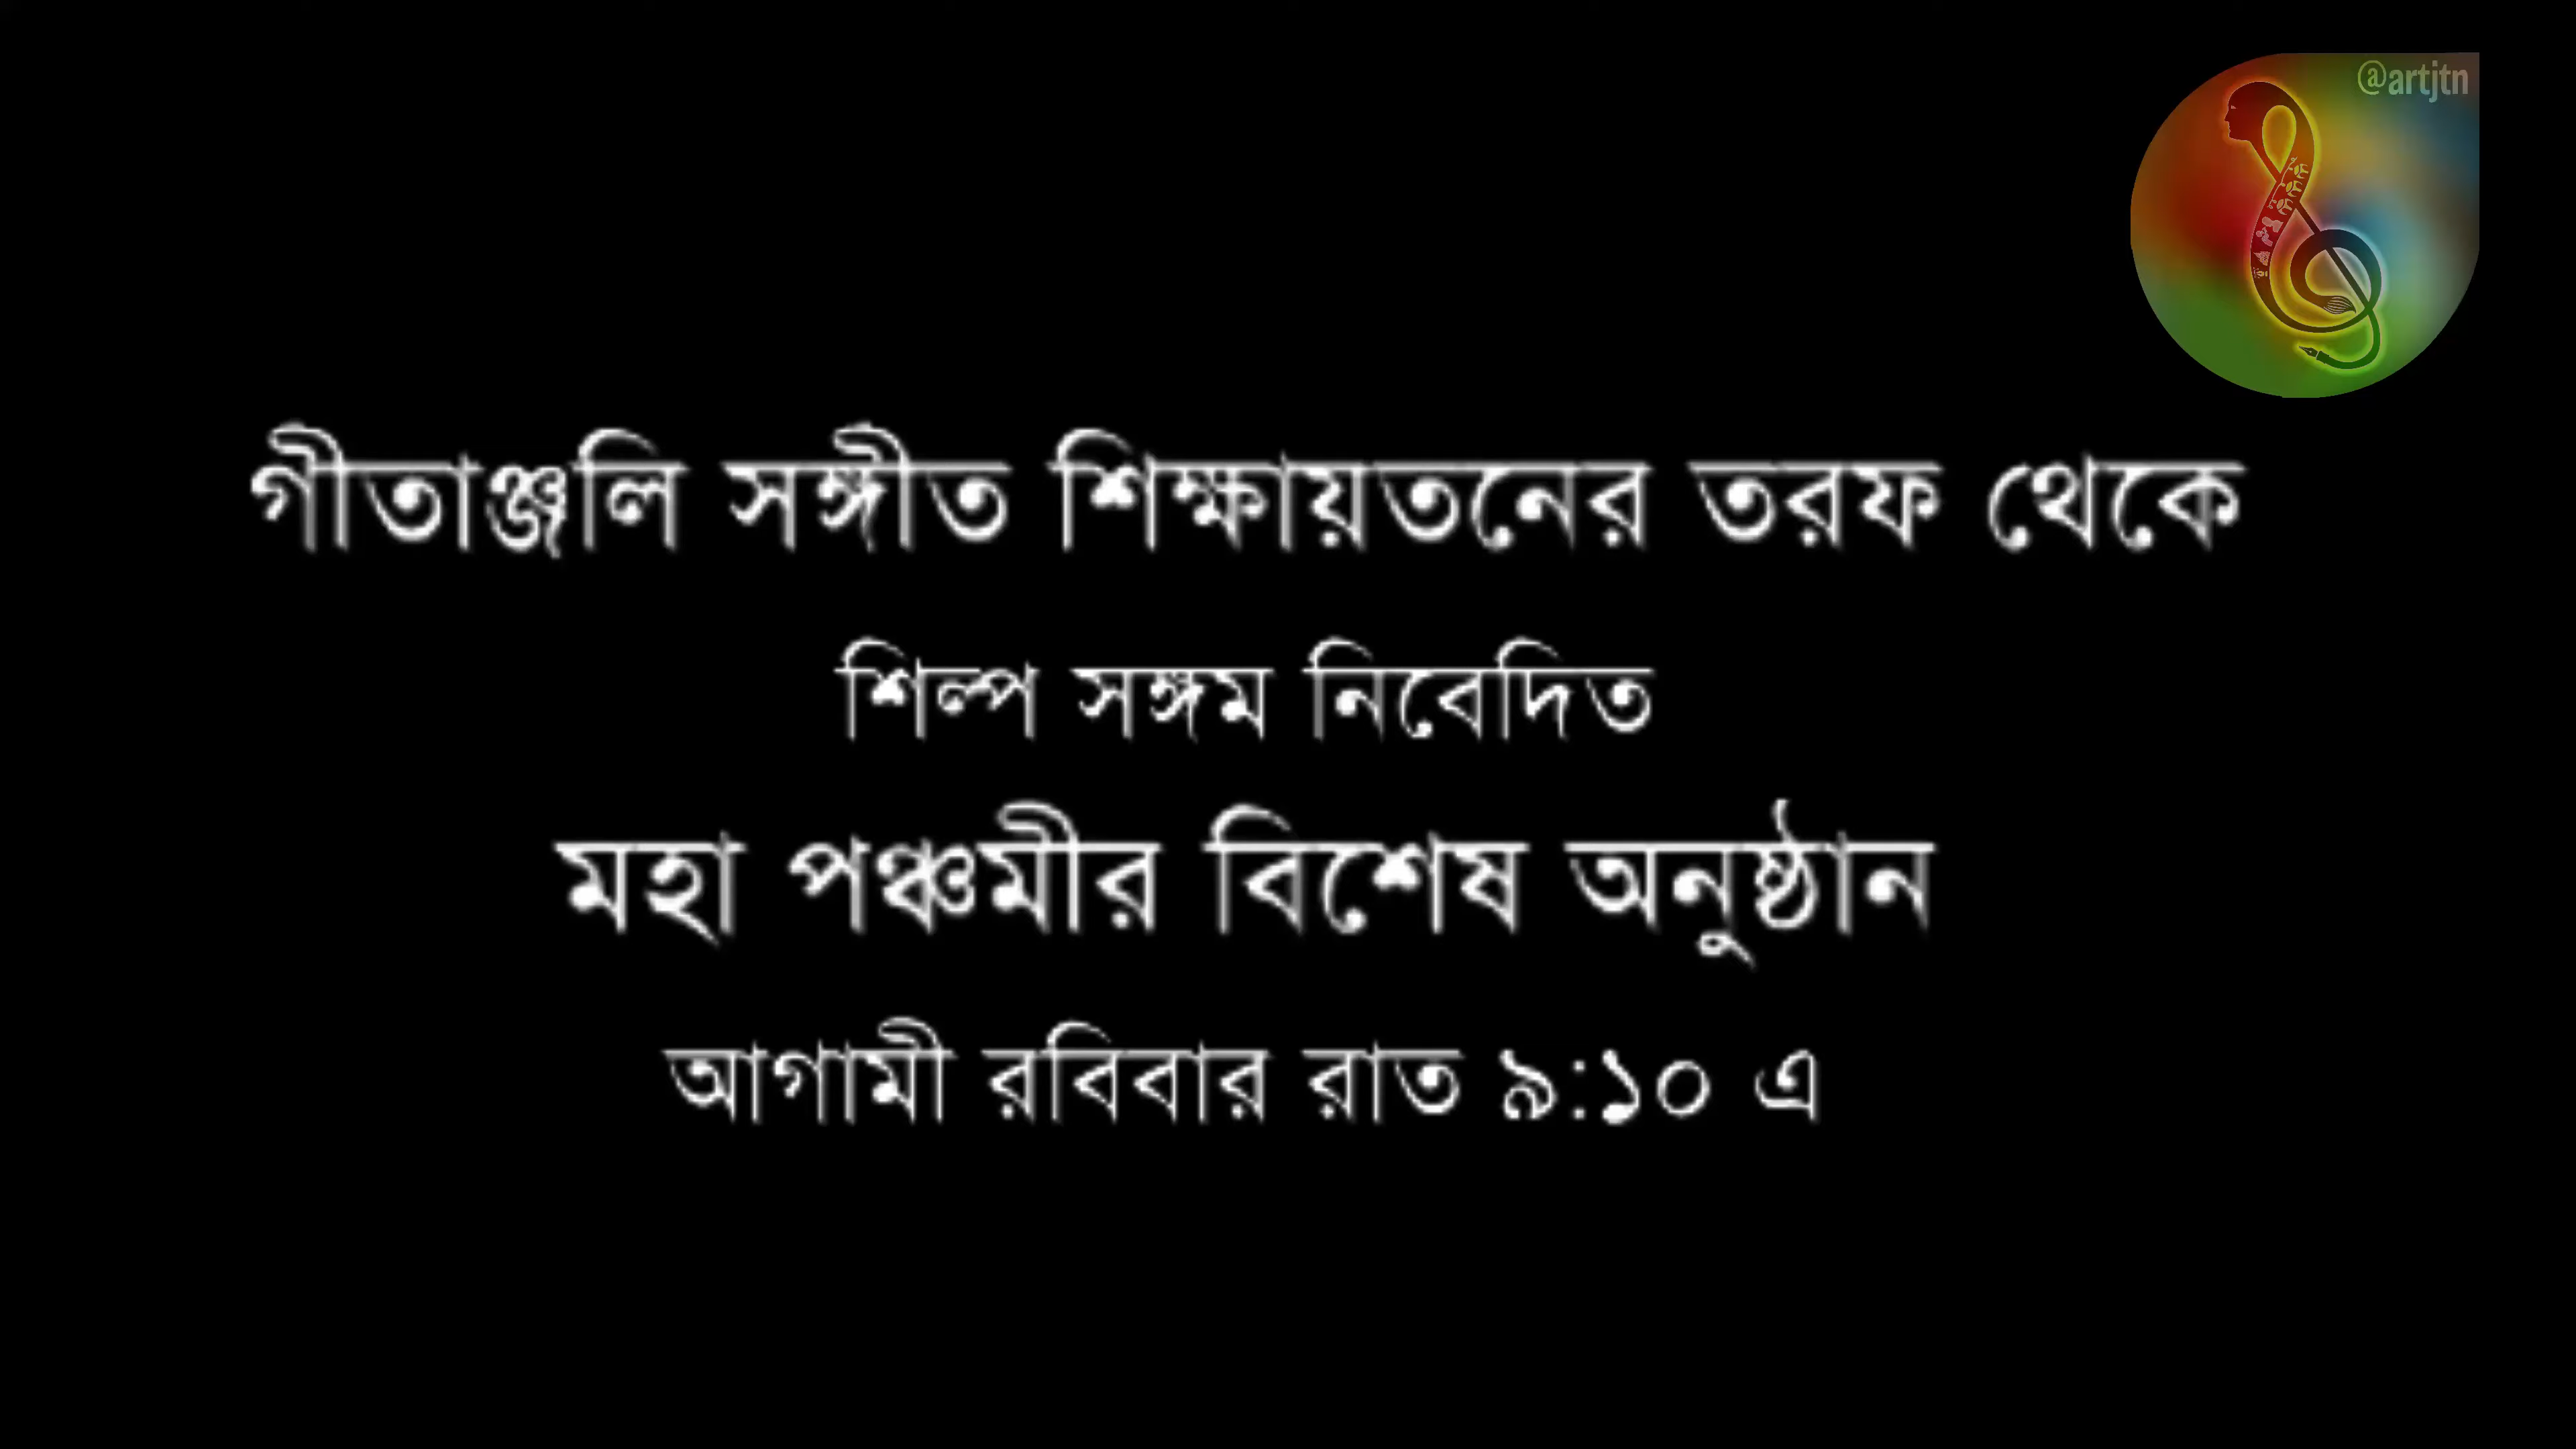 @artjtn
গীতাঞ্জলি সঙ্গীত শিক্ষায়তনের তরফ থেকে
শিল্প সঙ্গম নিবেদিত
মহা পঞ্চমীর বিশেষ অনুষ্ঠান
আগামী রবিবার রাত ৯:১০ এ